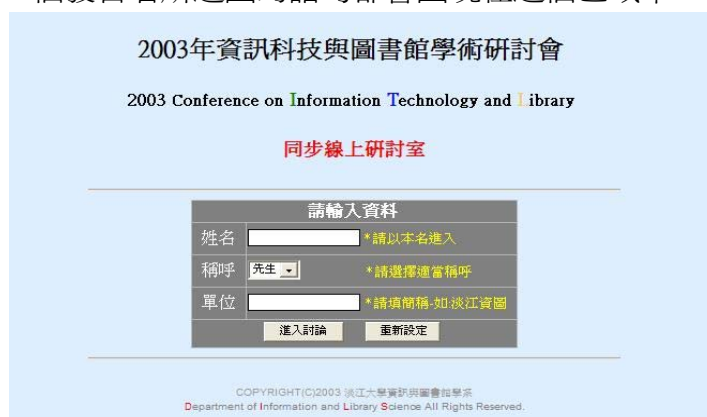 2003年資訊科技與圖書館學術研討會
2003 Conference on Information Technology and Library
同步線上研討室
請輸入資料
姓名 *請以本名進入
稱呼 先生 *請選擇適當稱呼
單位 *請填簡稱-如:淡江資圖
進入討論 重新設定
COPYRIGHT(C)2003 淡江大學資訊與圖書館學系
Department of Information and Library Science All Rights Reserved.